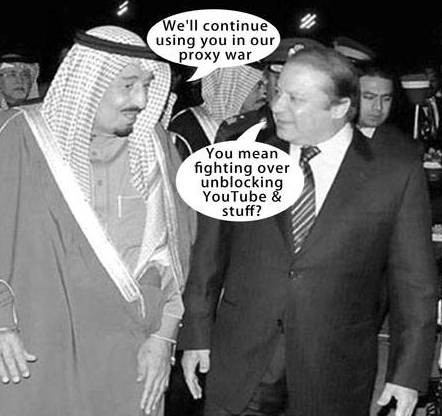 We'll continue
using you in our
proxy war
You mean
fighting over
unblocking
YouTube &
stuff?